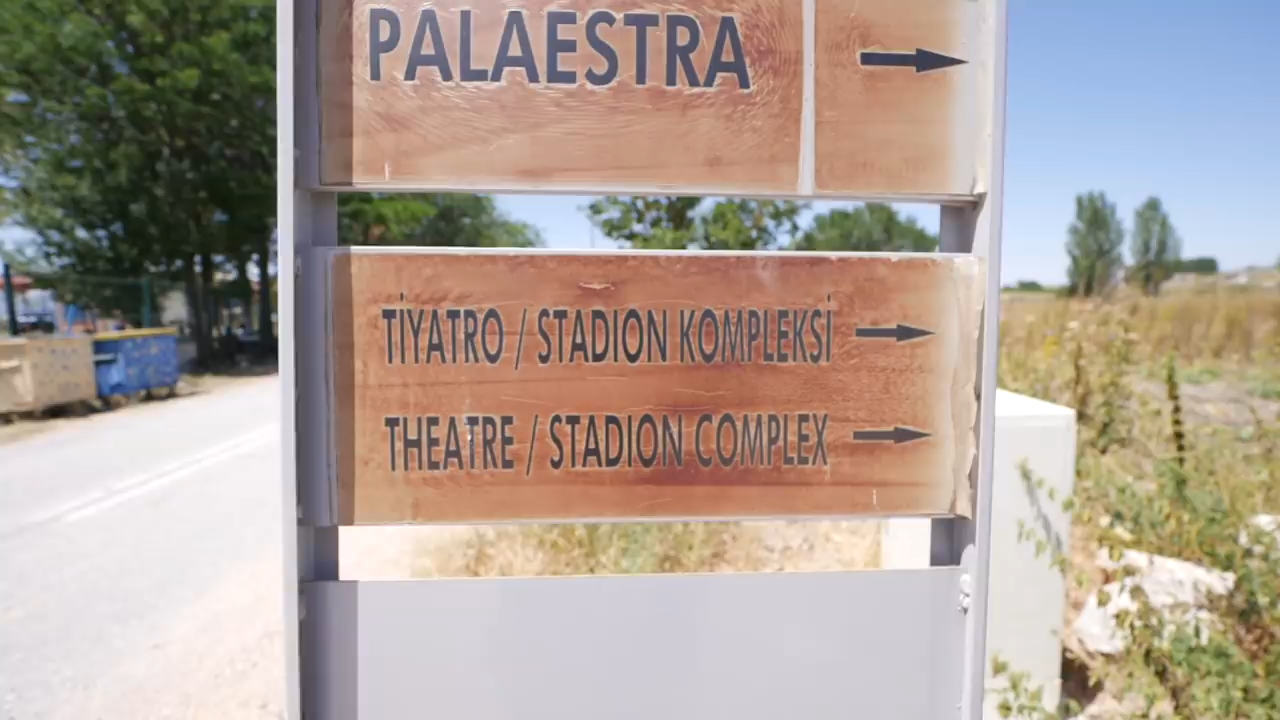 PALAESTRA
TİYATRO / STADION KOMPLEKSİ
THEATRE / STADION COMPLEX